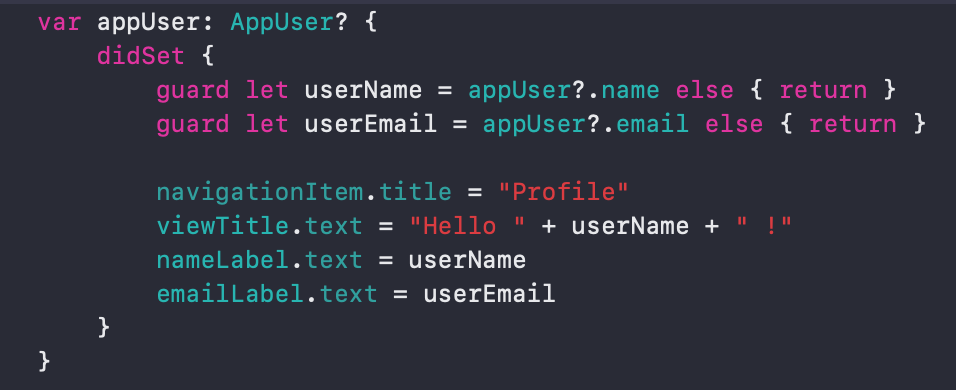 var appUser: AppUser? {
didSet {
guard let userName = appUser?.name else { return }
guard let userEmail = appUser?.email else { return }
navigationItem.title = "Profile"
viewTitle.text = "Hello " + userName + " !"
nameLabel.text = userName
emailLabel.text = userEmail
}
}